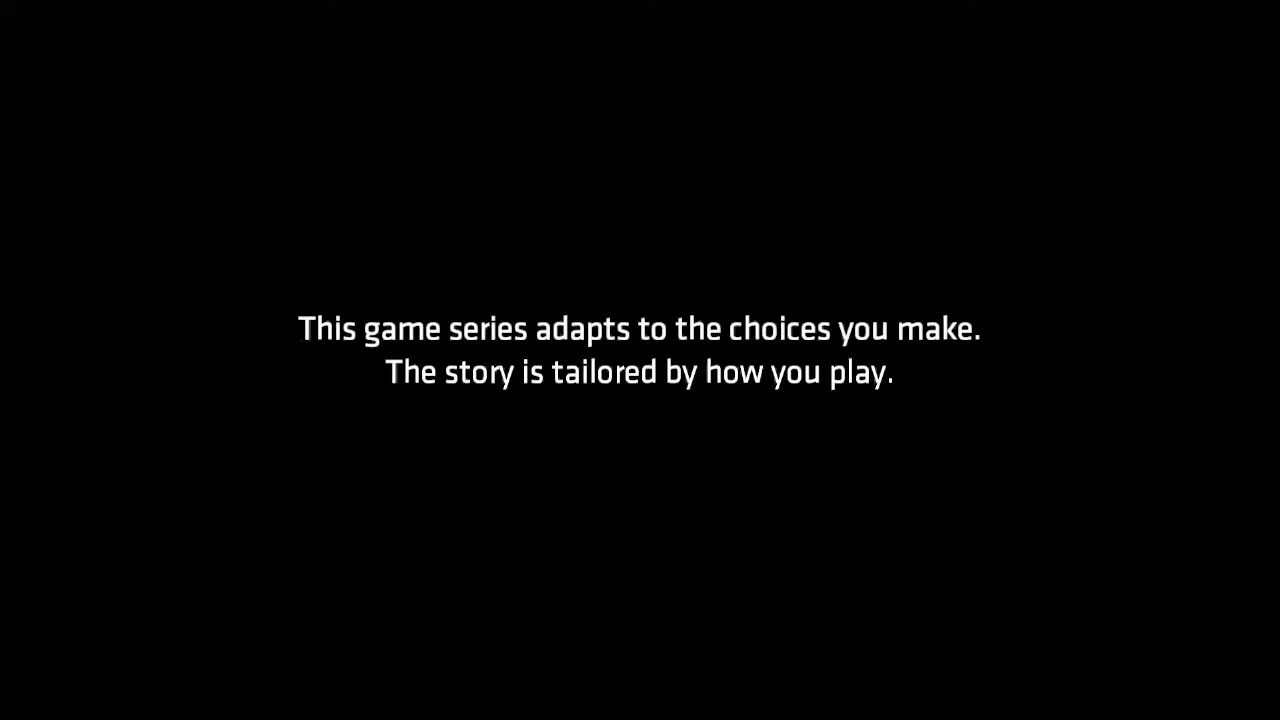 This game series adapts to the choices you make.
The story is tailored by how you play.